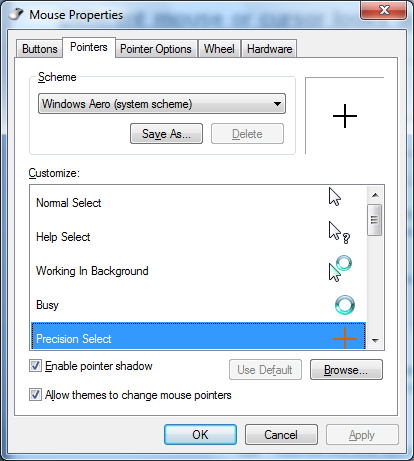 Mouse Properties
Buttons Pointers Pointer Options Wheel Hardware
Scheme
Windows Aero (system scheme)
Save As... Delete
Customize:
Normal Select
Help Select
Working In Background
Busy
Precision Select
Enable pointer shadow
Use Default Browse...
Allow themes to change mouse pointers
OK Cancel Apply